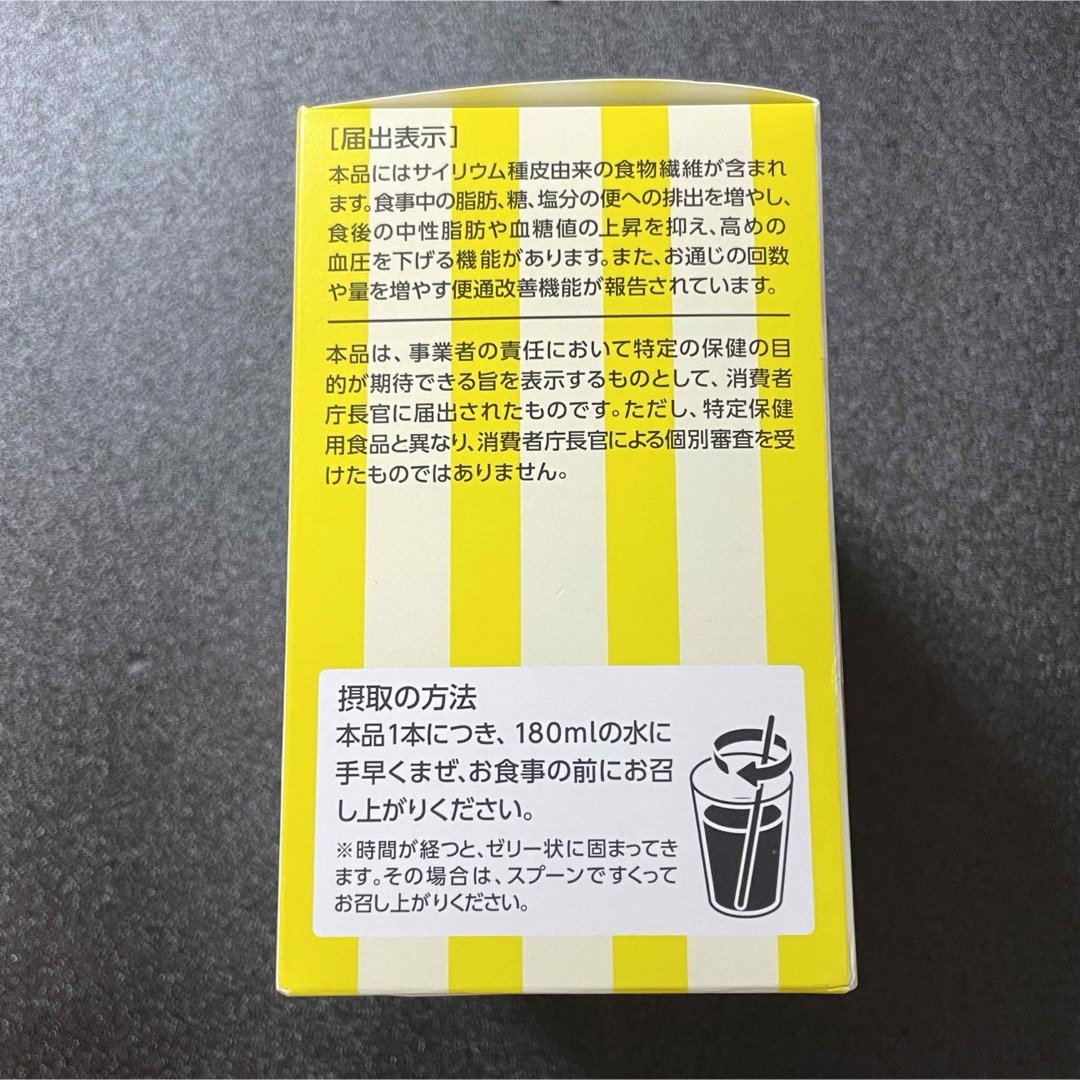 [届出表示]
本品にはサイリウム種皮由来の食物繊維が含まれ
ます。食事中の脂肪、糖、塩分の便への排出を増やし、
食後の中性脂肪や血糖値の上昇を抑え、高めの
血圧を下げる機能があります。また、お通じの回数
や量を増やす便通改善機能が報告されています。
本品は、事業者の責任において特定の保健の目
的が期待できる旨を表示するものとして、消費者
庁長官に届出されたものです。ただし、特定保健
用食品と異なり、消費者庁長官による個別審査を受
けたものではありません。
摂取の方法
本品1本につき、180mlの水に
手早くまぜ、お食事の前にお召
し上がりください。
※時間が経つと、ゼリー状に固まってき
ます。その場合は、スプーンですくって
お召し上がりください。